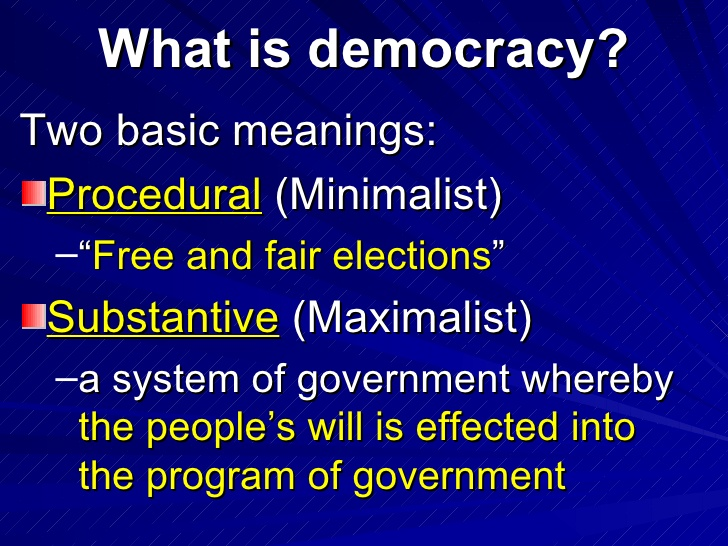 What is democracy?
Two basic meanings:
Procedural (Minimalist)
–“Free and fair elections”
Substantive (Maximalist)
–a system of government whereby
the people’s will is effected into
the program of government